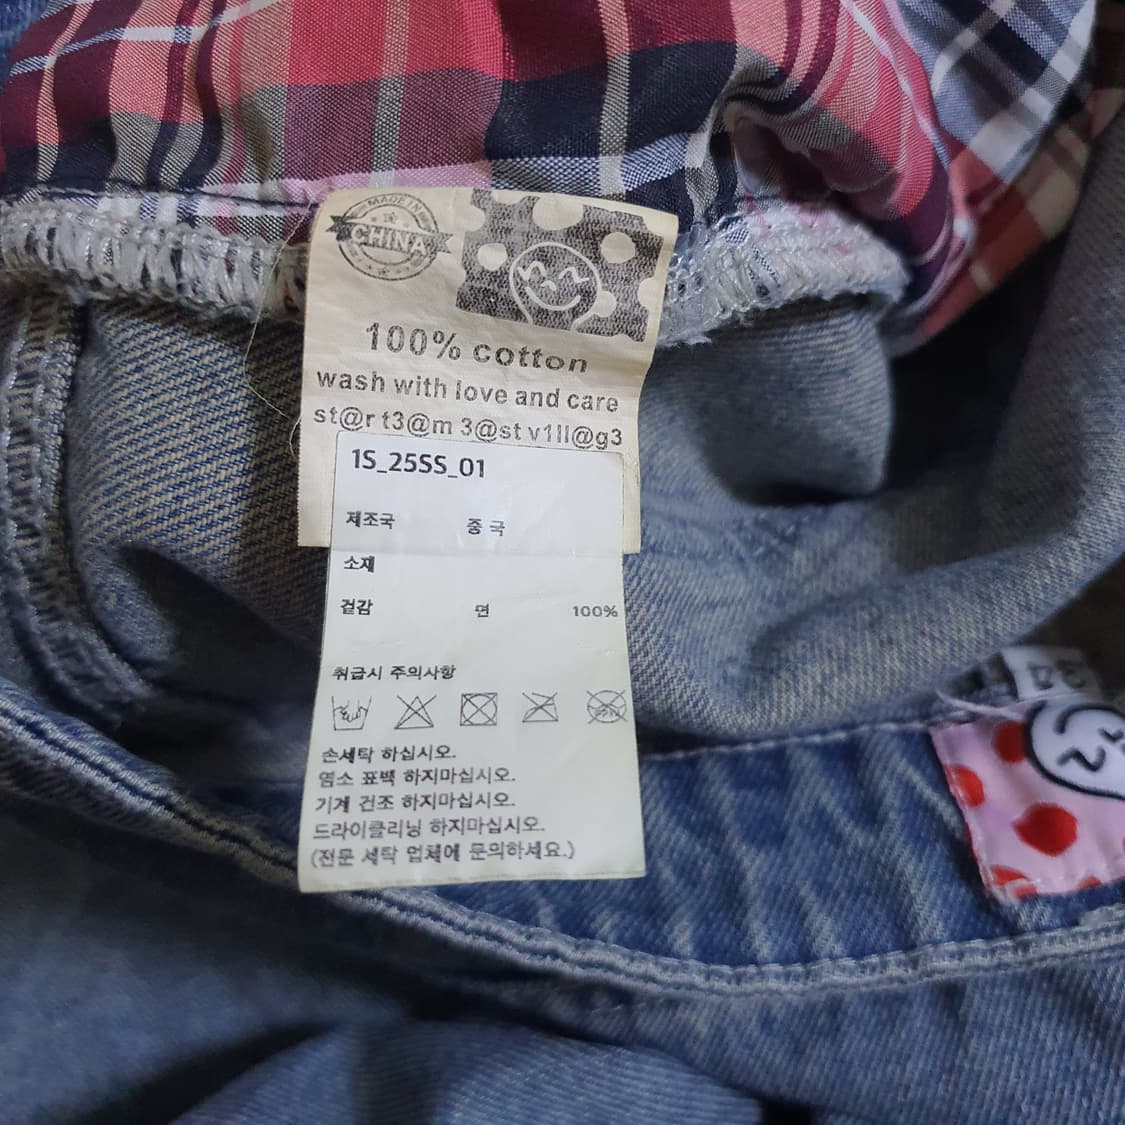 MADE IN
CHINA
100% cotton
wash with love and care
st@r t3@m 3@st v1ll@g3
1S_25SS_01
제조국 중국
소재
겉감 면 100%
취급시 주의사항
손세탁 하십시오.
염소 표백 하지마십시오.
기계 건조 하지마십시오.
드라이클리닝 하지마십시오.
(전문 세탁 업체에 문의하세요.)